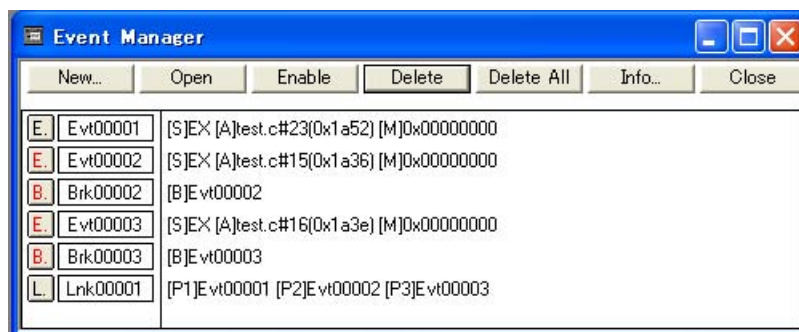 Event Manager
New... Open Enable Delete Delete All Info... Close
E. Evt00001 [S]EX [A]test.c#23(0x1a52) [M]0x00000000
E. Evt00002 [S]EX [A]test.c#15(0x1a36) [M]0x00000000
B. Brk00002 [B]Evt00002
E. Evt00003 [S]EX [A]test.c#16(0x1a3e) [M]0x00000000
B. Brk00003 [B]Evt00003
L. Lnk00001 [P1]Evt00001 [P2]Evt00002 [P3]Evt00003